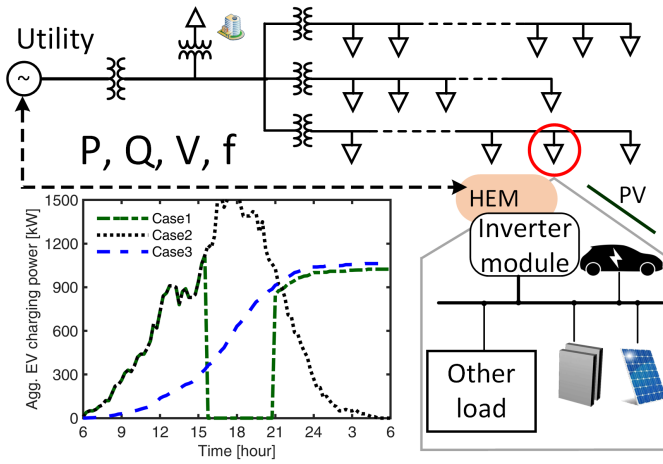 Utility
~
P, Q, V, f
HEM
PV
Inverter
module
Other
load
Agg. EV charging power [kW]
1500
1200
900
600
300
0
Case1
Case2
Case3
6 9 12 15 18 21 24 3 6
Time [hour]